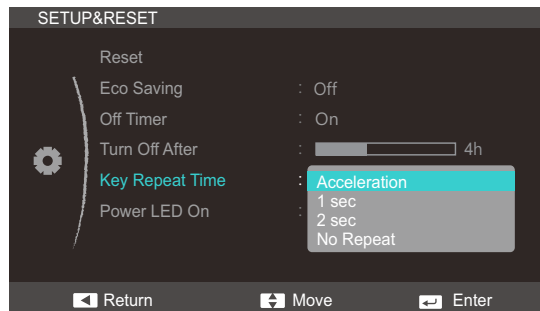 SETUP&RESET
Reset
Eco Saving : Off
Off Timer : On
Turn Off After : 4h
Key Repeat Time : Acceleration
1 sec
2 sec
No Repeat
Power LED On :
Return Move Enter